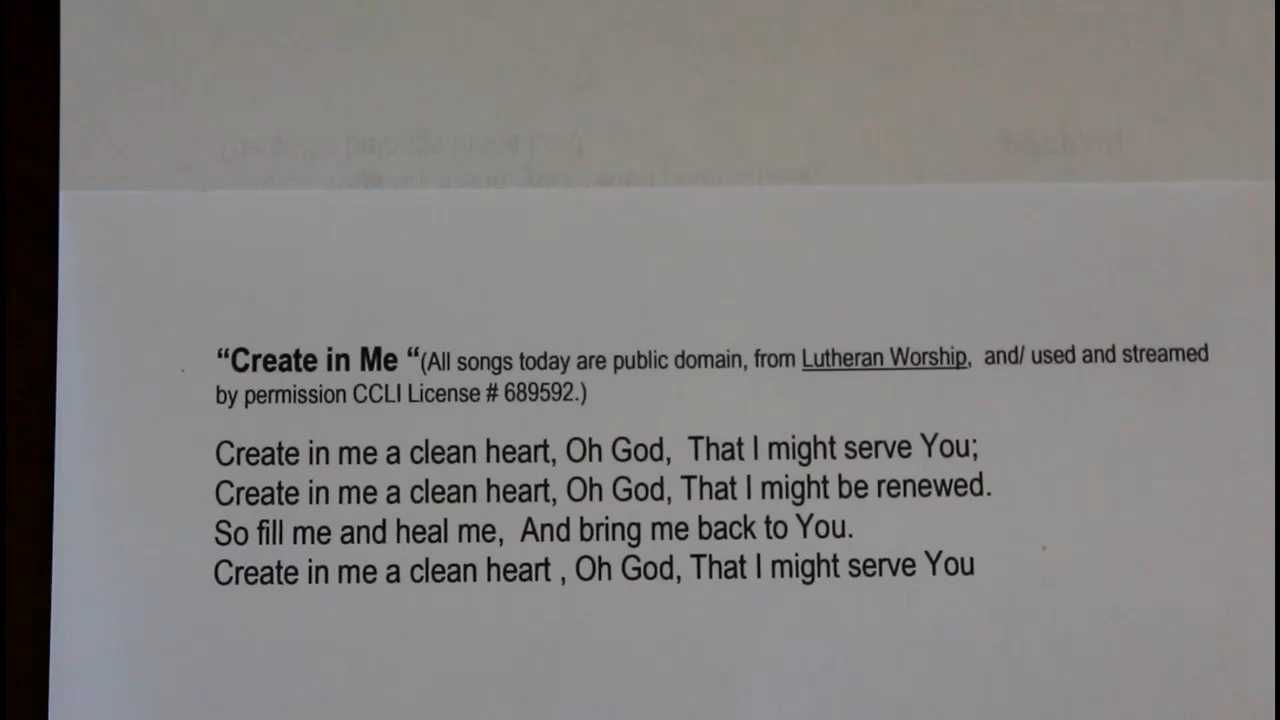 “Create in Me “(All songs today are public domain, from Lutheran Worship, and/ used and streamed
by permission CCLI License # 689592.)
Create in me a clean heart, Oh God, That I might serve You;
Create in me a clean heart, Oh God, That I might be renewed.
So fill me and heal me, And bring me back to You.
Create in me a clean heart , Oh God, That I might serve You